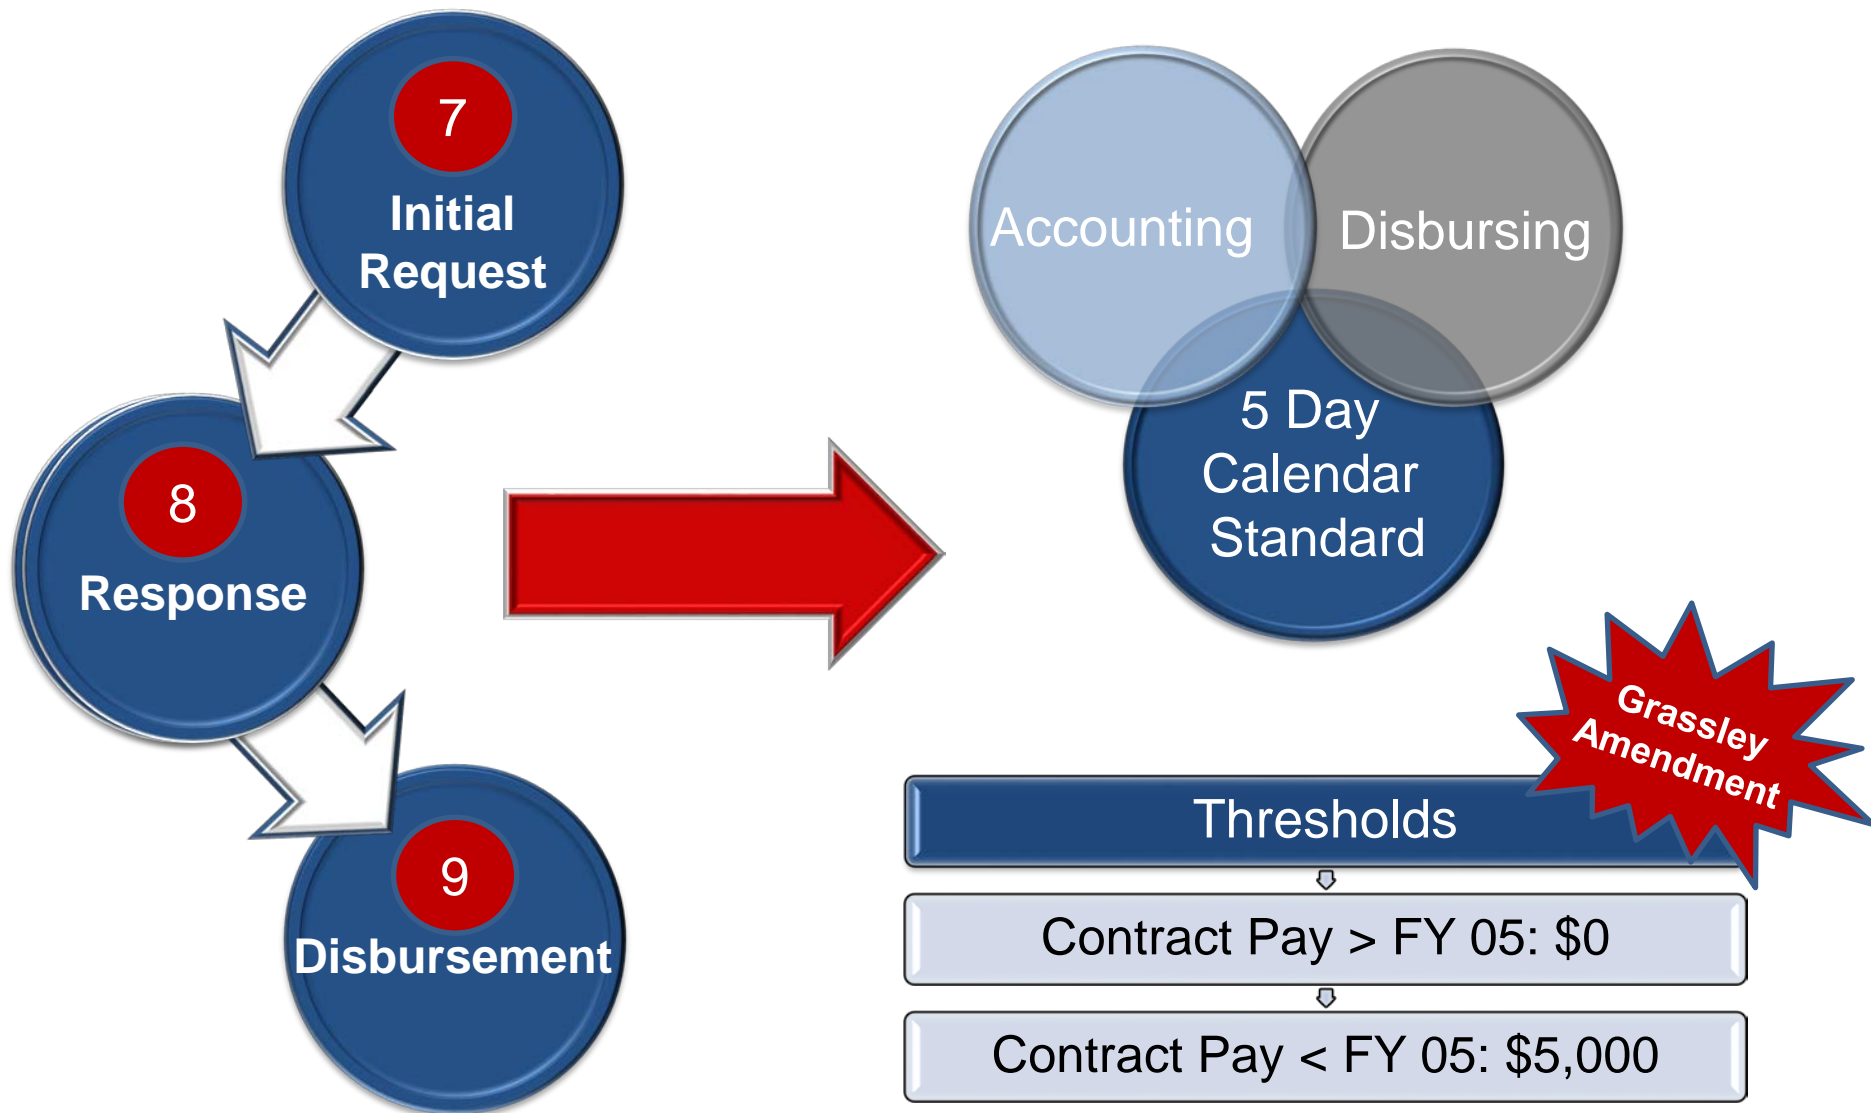 7
Initial
Request
8
Response
9
Disbursement
Accounting
Disbursing
5 Day
Calendar
Standard
Grassley
Amendment
Thresholds
Contract Pay > FY 05: $0
Contract Pay < FY 05: $5,000